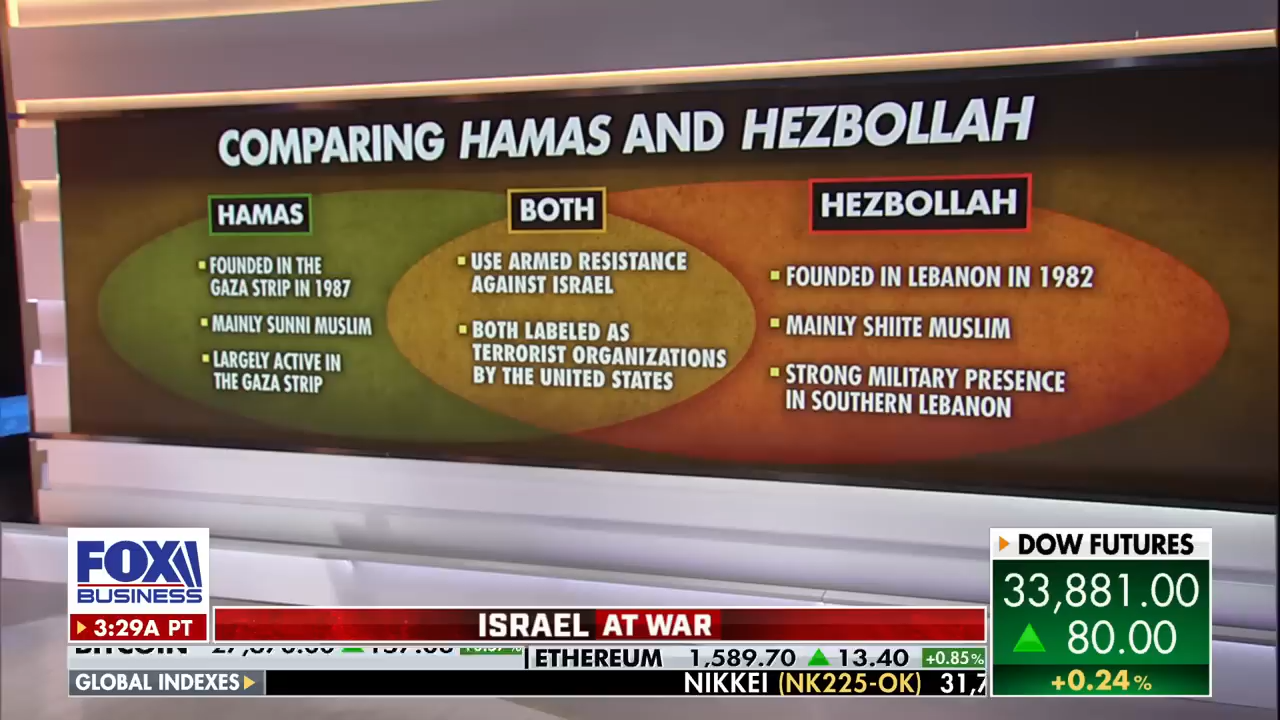 COMPARING HAMAS AND HEZBOLLAH
HAMAS
▪ FOUNDED IN THE
GAZA STRIP IN 1987
▪ MAINLY SUNNI MUSLIM
▪ LARGELY ACTIVE IN
THE GAZA STRIP
BOTH
▪ USE ARMED RESISTANCE
AGAINST ISRAEL
▪ BOTH LABELED AS
TERRORIST ORGANIZATIONS
BY THE UNITED STATES
HEZBOLLAH
▪ FOUNDED IN LEBANON IN 1982
▪ MAINLY SHIITE MUSLIM
▪ STRONG MILITARY PRESENCE
IN SOUTHERN LEBANON
FOX
BUSINESS
3:29A PT
ISRAEL AT WAR
BITCOIN
ETHEREUM 1,589.70 ▲ 13.40 +0.85%
GLOBAL INDEXES
NIKKEI (NK225-OK) 31,7
DOW FUTURES
33,881.00
▲ 80.00
+0.24%